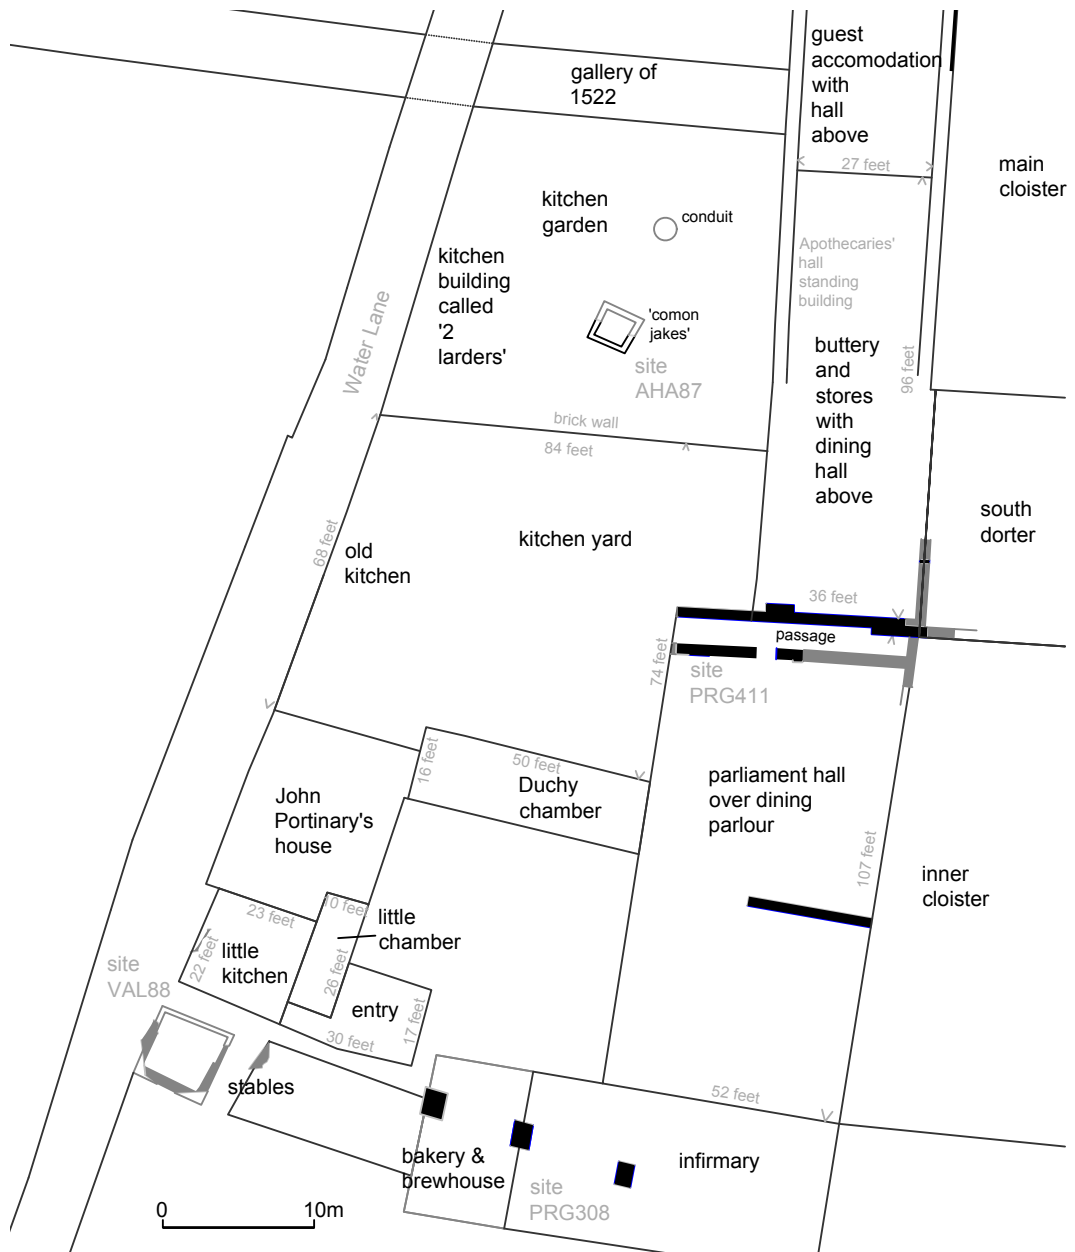 guest
accomodation
with
hall
above
gallery of
1522
main
cloister
27 feet
kitchen
garden
conduit
Apothecaries'
hall
standing
building
kitchen
building
called
'2
larders'
Water Lane
'comon
jakes'
site
AHA87
buttery
and
stores
with
dining
hall
above
96 feet
brick wall
84 feet
south
dorter
68 feet
old
kitchen
kitchen yard
36 feet
passage
74 feet
site
PRG411
16 feet
50 feet
Duchy
chamber
parliament hall
over dining
parlour
John
Portinary's
house
107 feet
inner
cloister
10 feet
23 feet
little
chamber
22 feet
little
kitchen
26 feet
site
VAL88
entry
17 feet
30 feet
stables
52 feet
bakery &
brewhouse
infirmary
site
PRG308
0
10m